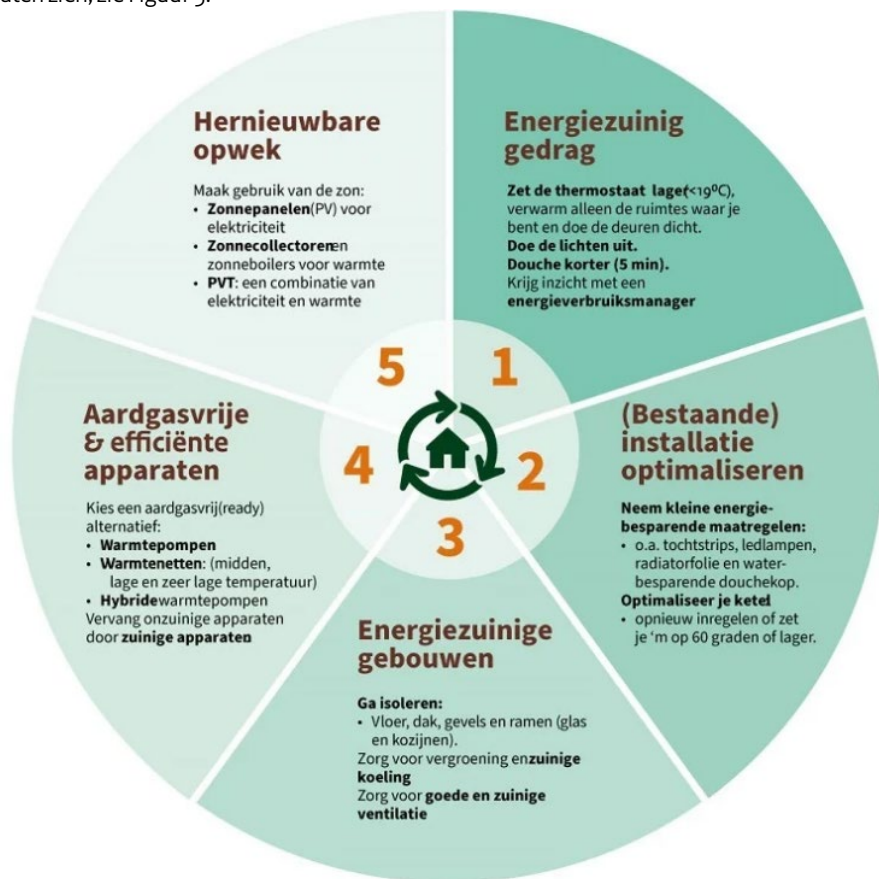 Hernieuwbare
opwek
Maak gebruik van de zon:
• Zonnepanelen(PV) voor
elektriciteit
• Zonnecollectorenen
zonneboilers voor warmte
• PVT: een combinatie van
elektriciteit en warmte
Energiezuinig
gedrag
Zet de thermostaat lager(<19⁰C),
verwarm alleen de ruimtes waar je
bent en doe de deuren dicht.
Doe de lichten uit.
Douche korter (5 min).
Krijg inzicht met een
energieverbruiksmanager
5
1
4
2
3
Aardgasvrije
& efficiënte
apparaten
Kies een aardgasvrij(ready)
alternatief:
• Warmtepompen
• Warmtenetten: (midden,
lage en zeer lage temperatuur)
• Hybridewarmtepompen
Vervang onzuinige apparaten
door zuinige apparaten
(Bestaande)
installatie
optimaliseren
Neem kleine energie-
besparende maatregelen:
• o.a. tochtstrips, ledlampen,
radiatorfolie en water-
besparende douchekop.
Optimaliseer je ketel
• opnieuw inregelen of zet
je ‘m op 60 graden of lager.
Energiezuinige
gebouwen
Ga isoleren:
• Vloer, dak, gevels en ramen (glas
en kozijnen).
Zorg voor vergroening enzuinige
koeling
Zorg voor goede en zuinige
ventilatie